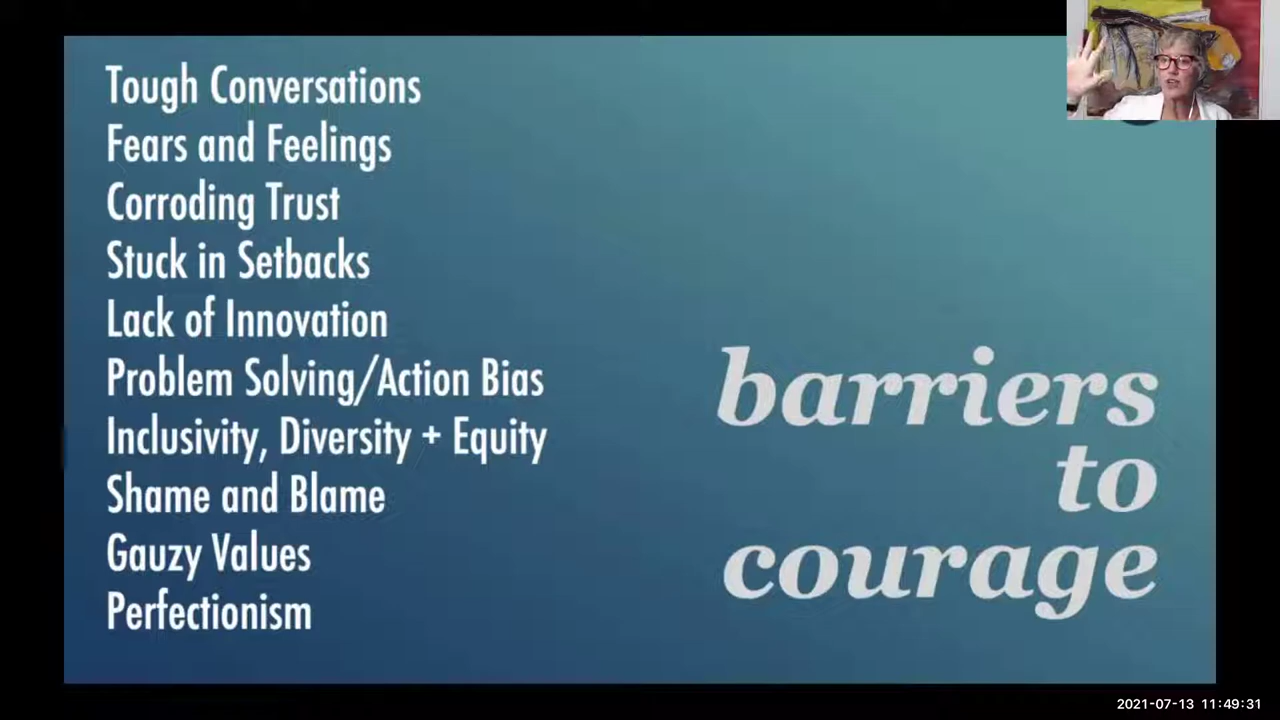 Tough Conversations
Fears and Feelings
Corroding Trust
Stuck in Setbacks
Lack of Innovation
Problem Solving/Action Bias
Inclusivity, Diversity + Equity
Shame and Blame
Gauzy Values
Perfectionism
barriers
to
courage
2021-07-13 11:49:31